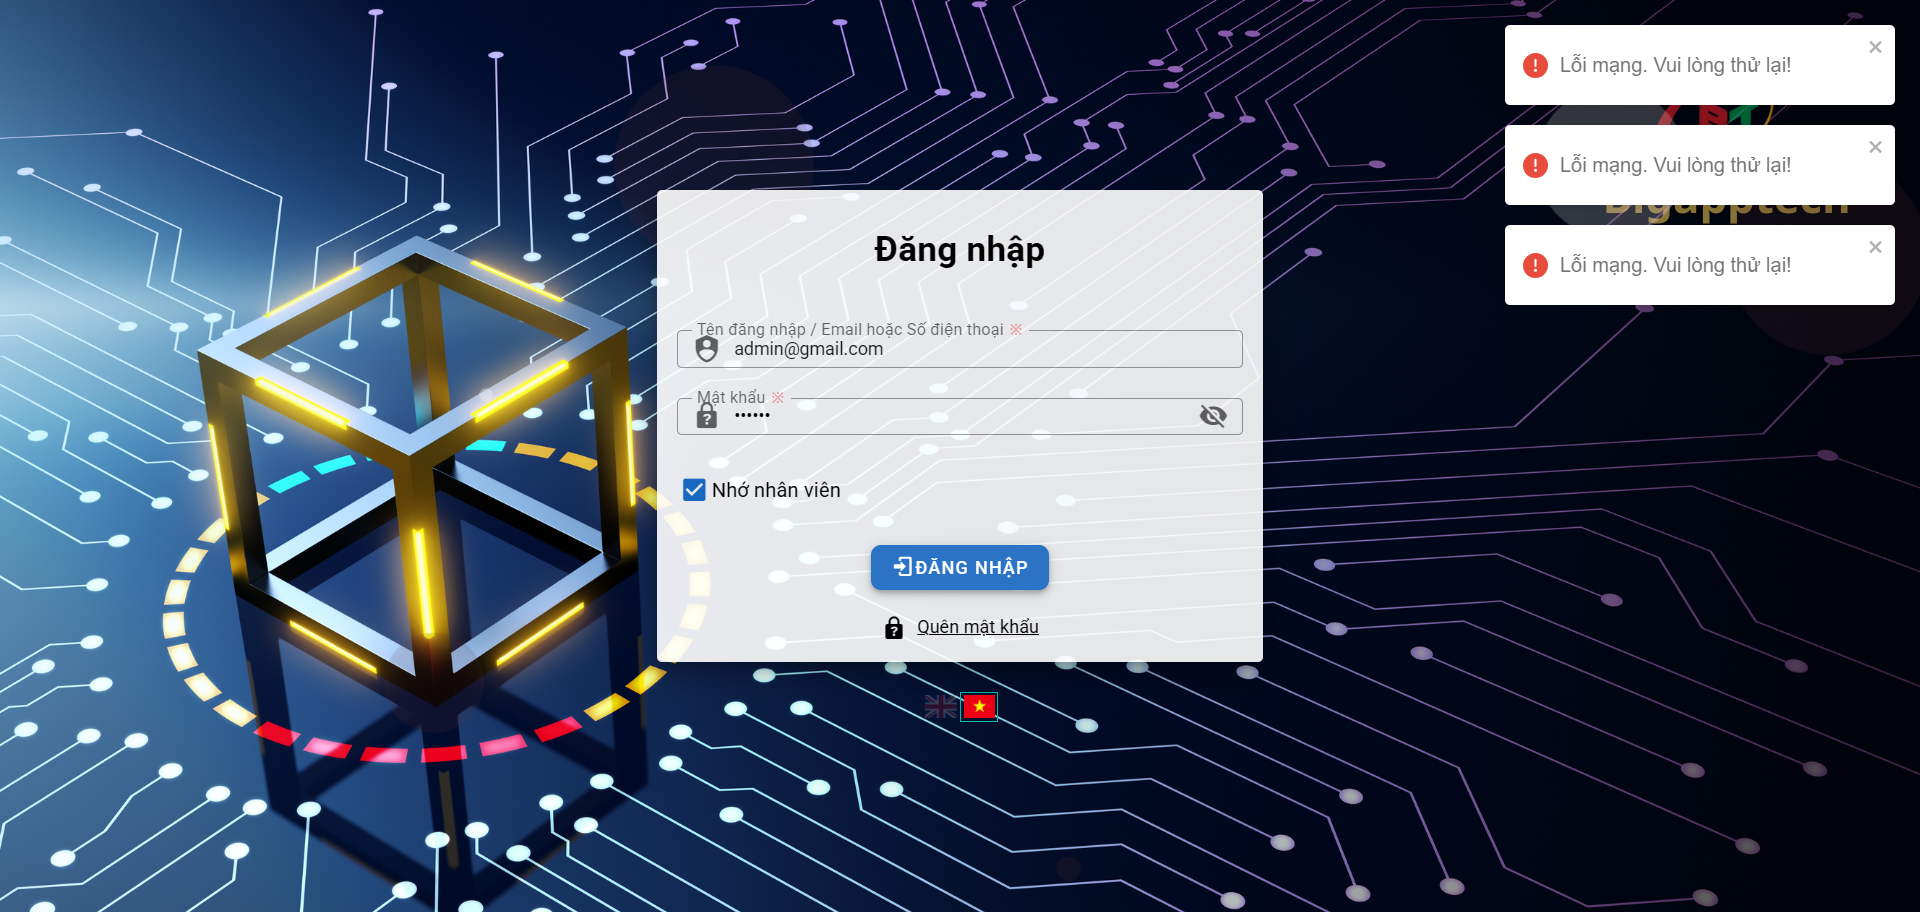 Lỗi mạng. Vui lòng thử lại!
Lỗi mạng. Vui lòng thử lại!
Bigapptech
Lỗi mạng. Vui lòng thử lại!
Đăng nhập
Tên đăng nhập / Email hoặc Số điện thoại ※
admin@gmail.com
Mật khẩu ※
••••••
Nhớ nhân viên
ĐĂNG NHẬP
Quên mật khẩu